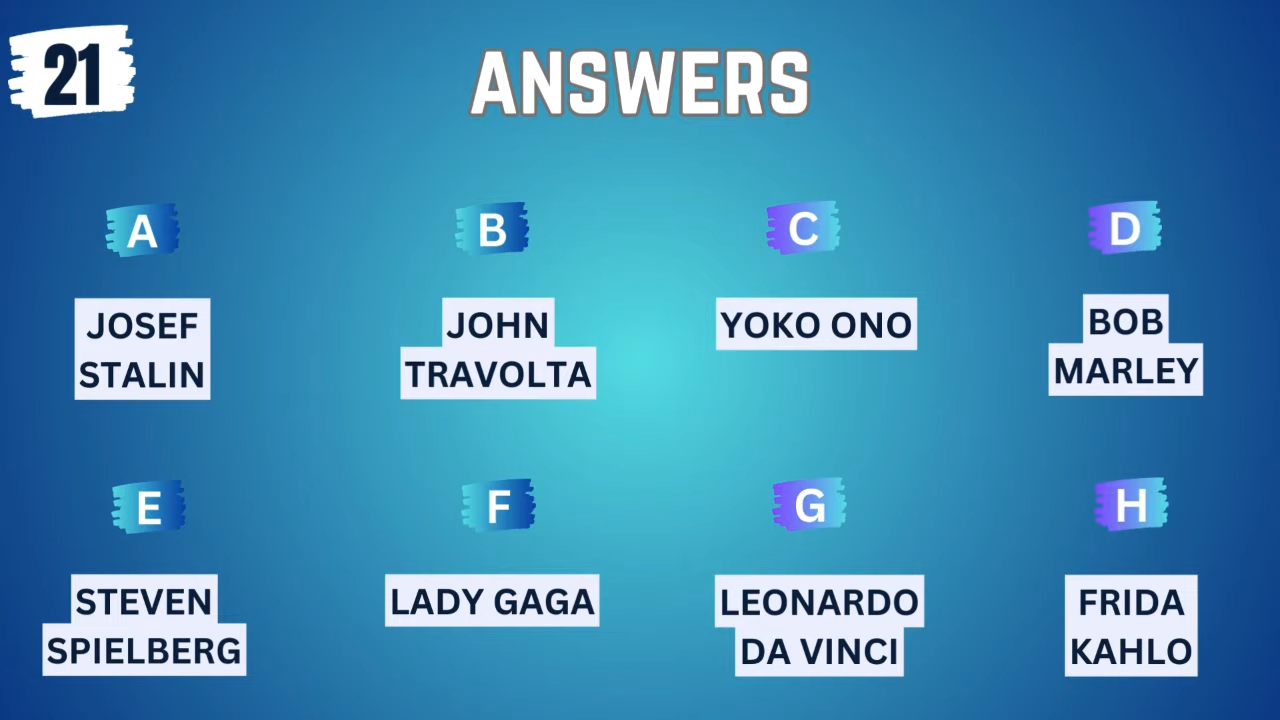 21
ANSWERS
A
B
C
D
JOSEF
STALIN
JOHN
TRAVOLTA
YOKO ONO
BOB
MARLEY
E
F
G
H
STEVEN
SPIELBERG
LADY GAGA
LEONARDO
DA VINCI
FRIDA
KAHLO